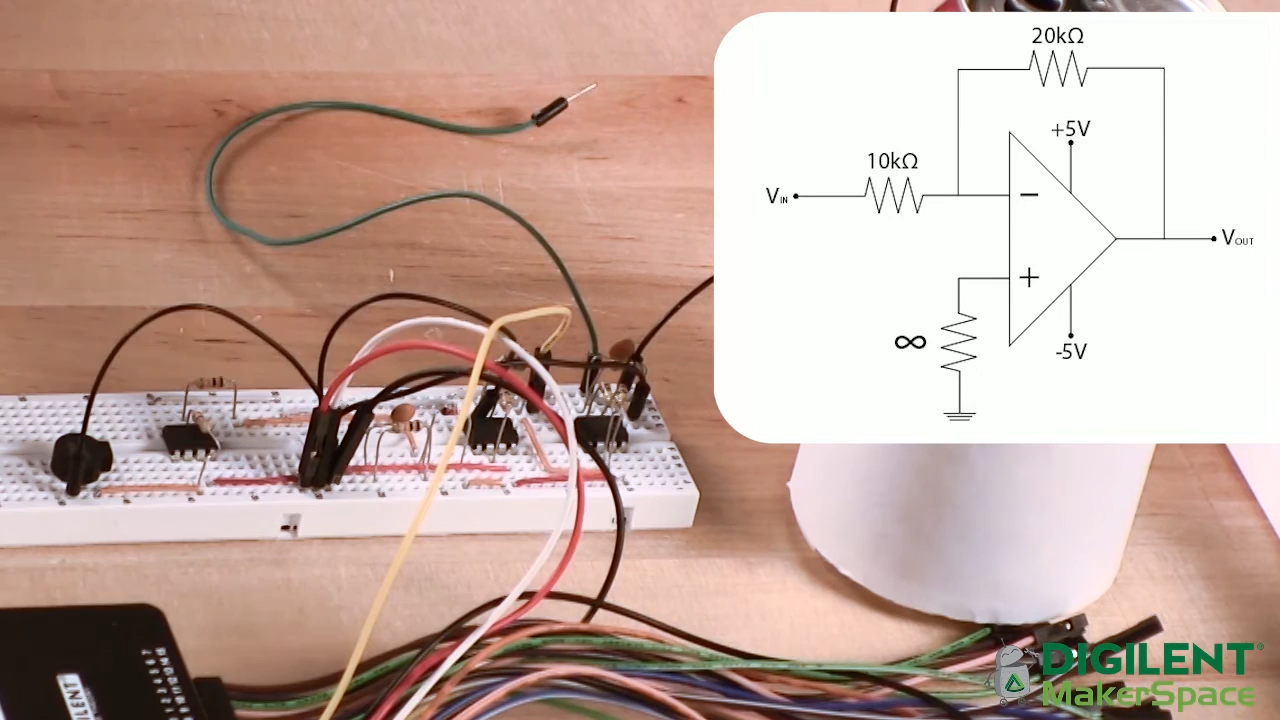 20kΩ
+5V
10kΩ
VIN
−
VOUT
+
∞
-5V
DIGILENT®
MakerSpace